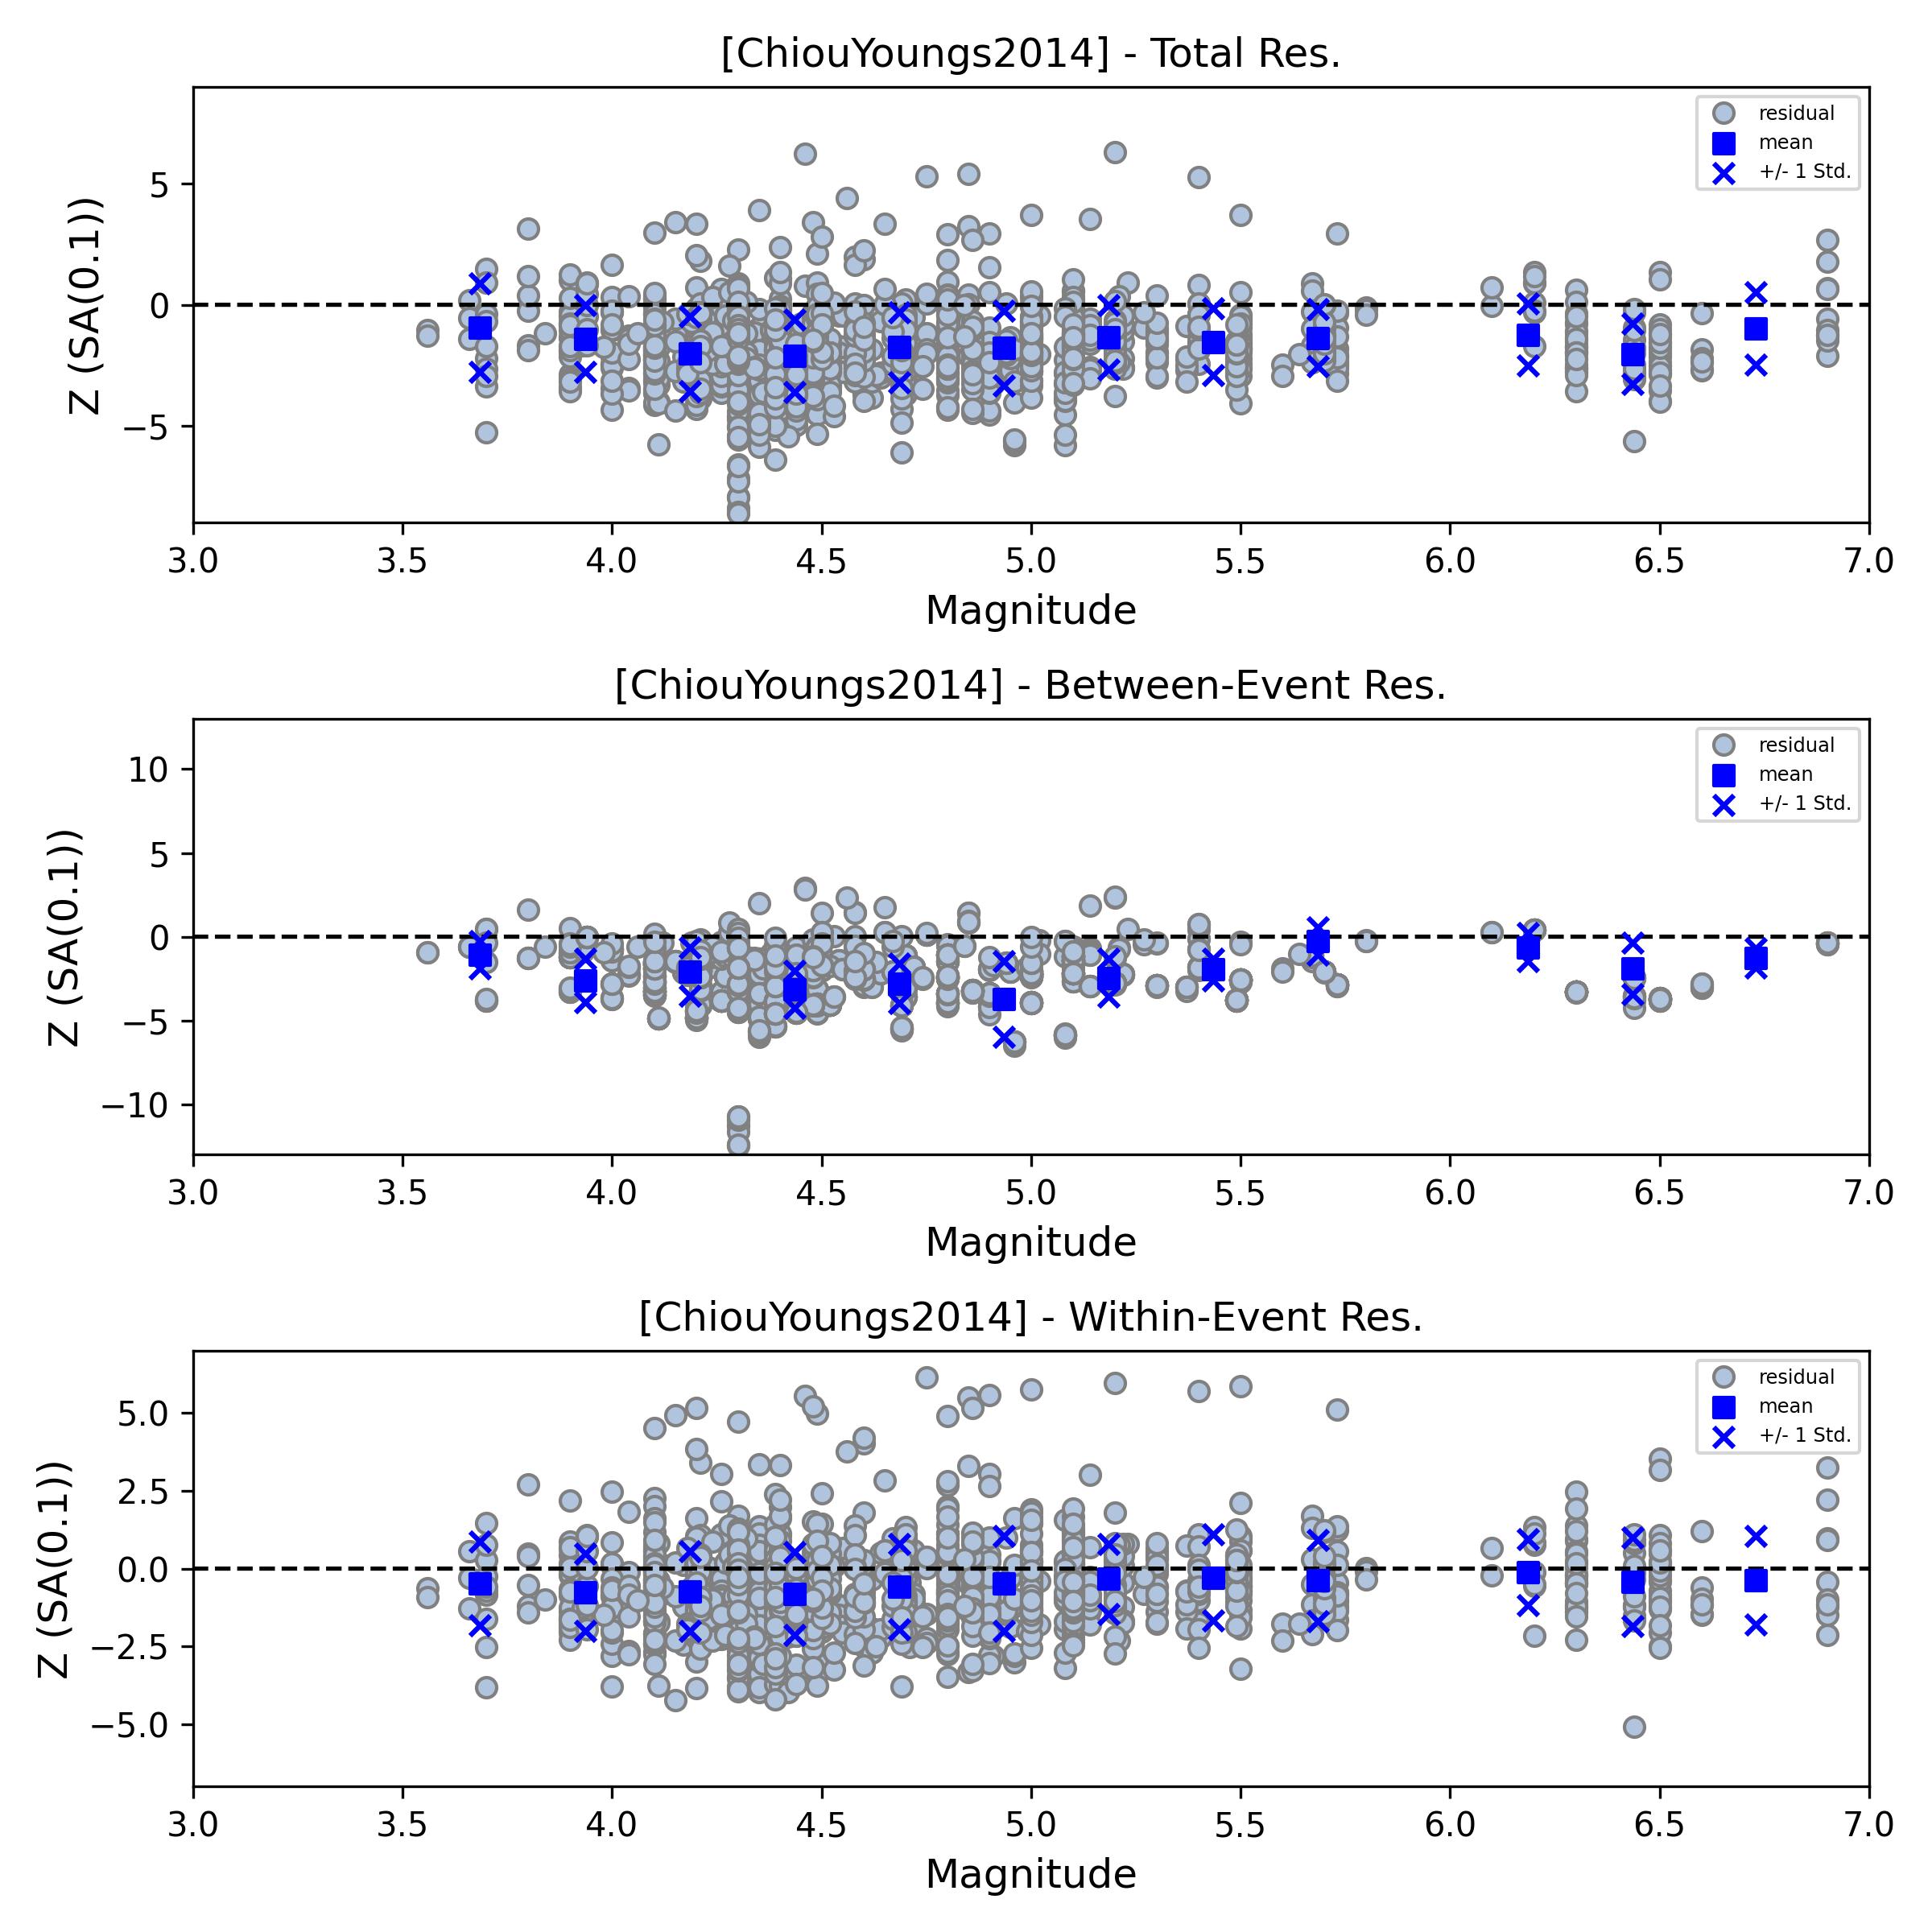 [ChiouYoungs2014] - Total Res.
Z (SA(0.1))
5
0
−5
residual
mean
+/- 1 Std.
3.0 3.5 4.0 4.5 5.0 5.5 6.0 6.5 7.0
Magnitude
[ChiouYoungs2014] - Between-Event Res.
Z (SA(0.1))
10
5
0
−5
−10
residual
mean
+/- 1 Std.
3.0 3.5 4.0 4.5 5.0 5.5 6.0 6.5 7.0
Magnitude
[ChiouYoungs2014] - Within-Event Res.
Z (SA(0.1))
5.0
2.5
0.0
−2.5
−5.0
residual
mean
+/- 1 Std.
3.0 3.5 4.0 4.5 5.0 5.5 6.0 6.5 7.0
Magnitude